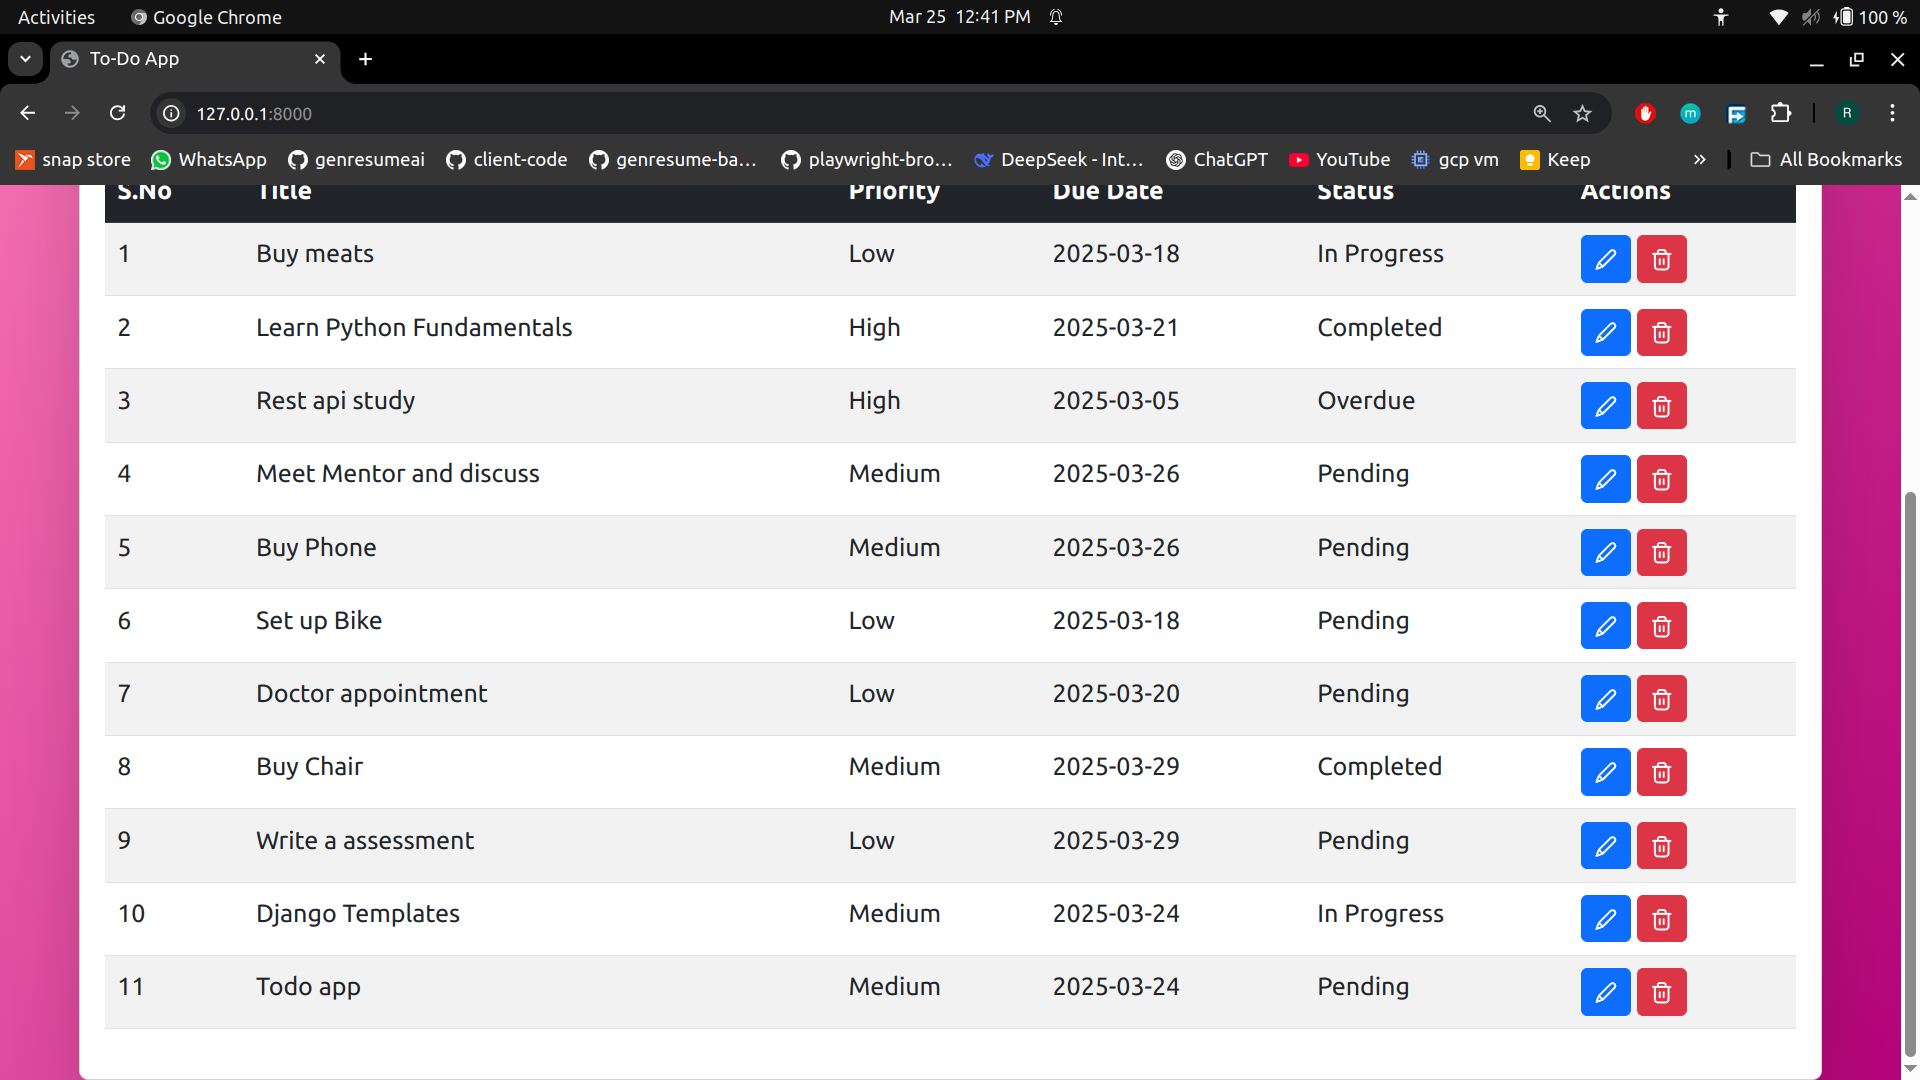 Activities Google Chrome Mar 25 12:41 PM 100 %
To-Do App
127.0.0.1:8000 m R
snap store WhatsApp genresumeai client-code genresume-ba... playwright-bro... DeepSeek - Int... ChatGPT YouTube gcp vm Keep » All Bookmarks
S.No Title Priority Due Date Status Actions
1 Buy meats Low 2025-03-18 In Progress
2 Learn Python Fundamentals High 2025-03-21 Completed
3 Rest api study High 2025-03-05 Overdue
4 Meet Mentor and discuss Medium 2025-03-26 Pending
5 Buy Phone Medium 2025-03-26 Pending
6 Set up Bike Low 2025-03-18 Pending
7 Doctor appointment Low 2025-03-20 Pending
8 Buy Chair Medium 2025-03-29 Completed
9 Write a assessment Low 2025-03-29 Pending
10 Django Templates Medium 2025-03-24 In Progress
11 Todo app Medium 2025-03-24 Pending